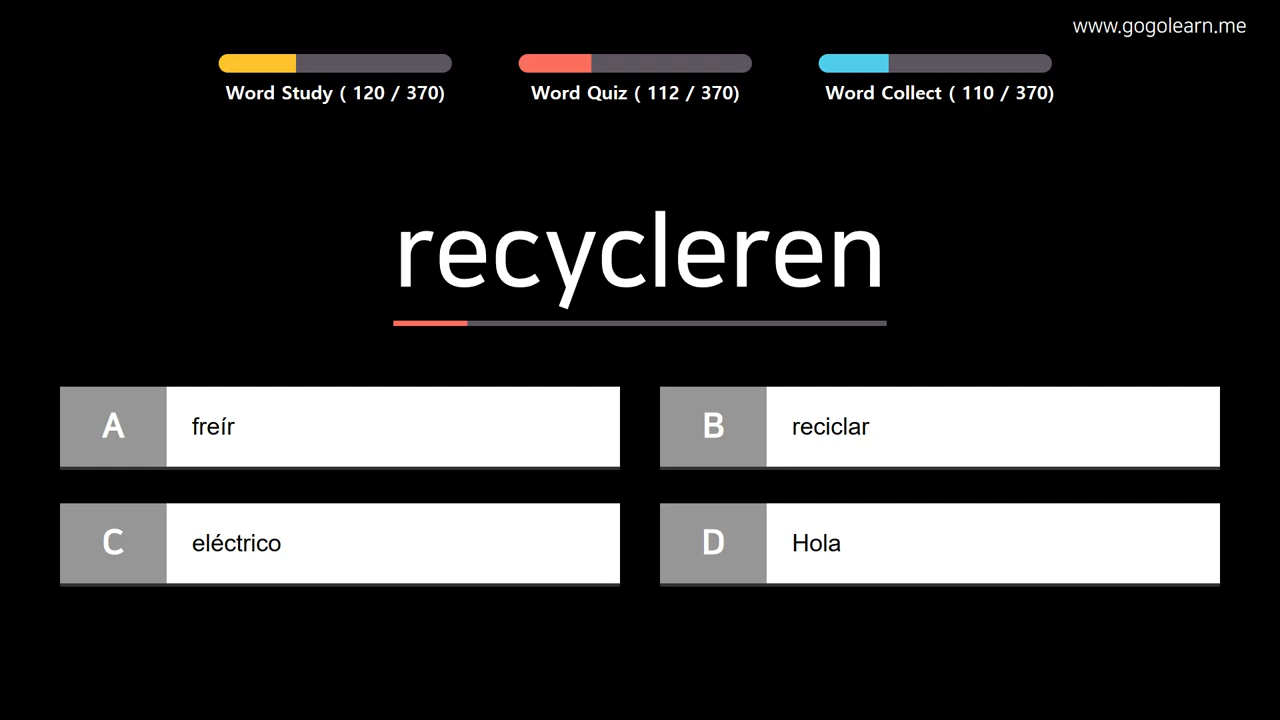 www.gogolearn.me
Word Study ( 120 / 370)
Word Quiz ( 112 / 370)
Word Collect ( 110 / 370)
recycleren
A freír
B reciclar
C eléctrico
D Hola